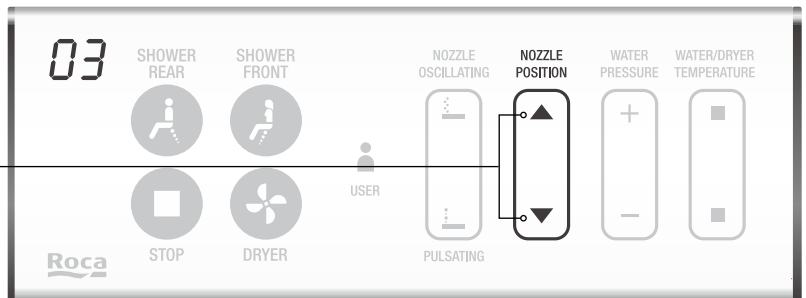 03
SHOWER
REAR
SHOWER
FRONT
NOZZLE
OSCILLATING
NOZZLE
POSITION
WATER
PRESSURE
WATER/DRYER
TEMPERATURE
USER
STOP
DRYER
PULSATING
Roca